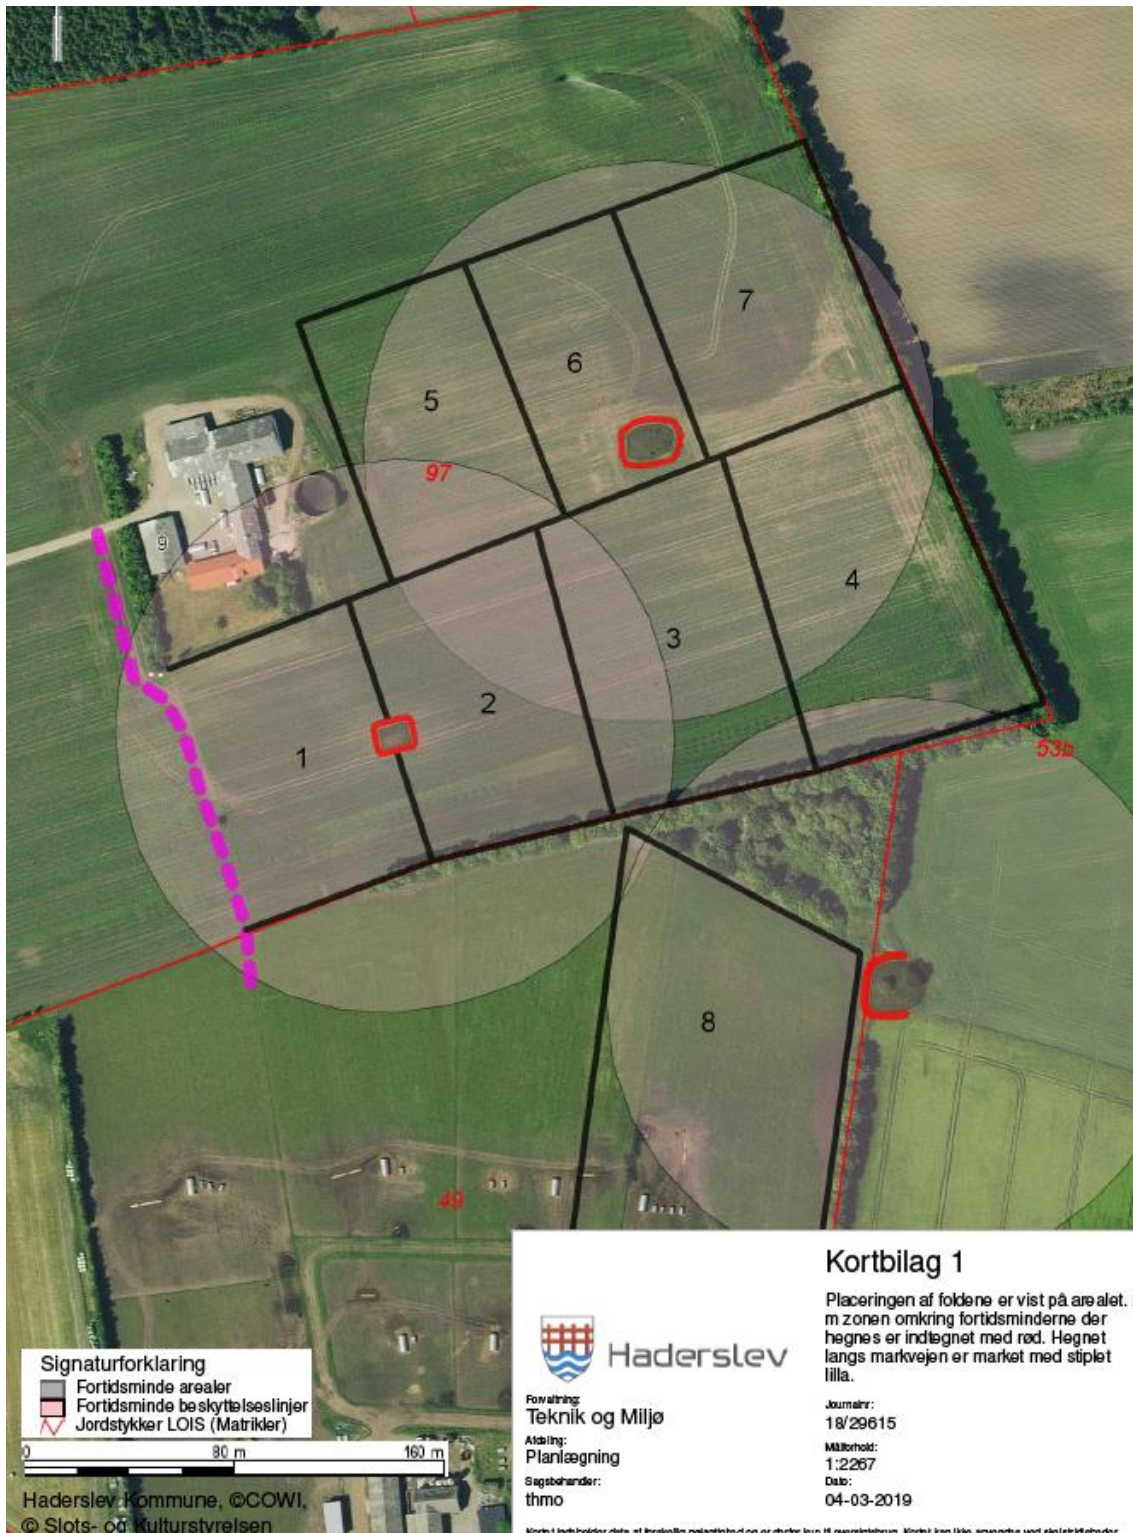 7
6
5
97
4
9
3
2
1
53b
8
49
Kortbilag 1
Placeringen af foldene er vist på arealet.
m zonen omkring fortidsminderne der
hegnes er indtegnet med rød. Hegnet
langs markvejen er market med stiplet
lilla.
Haderslev
Forvaltning:
Teknik og Miljø
Afdeling:
Planlægning
Sagsbehandler:
thmo
Journalnr:
18/29615
Målforhold:
1:2267
Dato:
04-03-2019
Signaturforklaring
Fortidsminde arealer
Fortidsminde beskyttelseslinjer
Jordstykker LOIS (Matrikler)
0 80 m 160 m
Haderslev Kommune, ©COWI,
© Slots- og Kulturstyrelsen